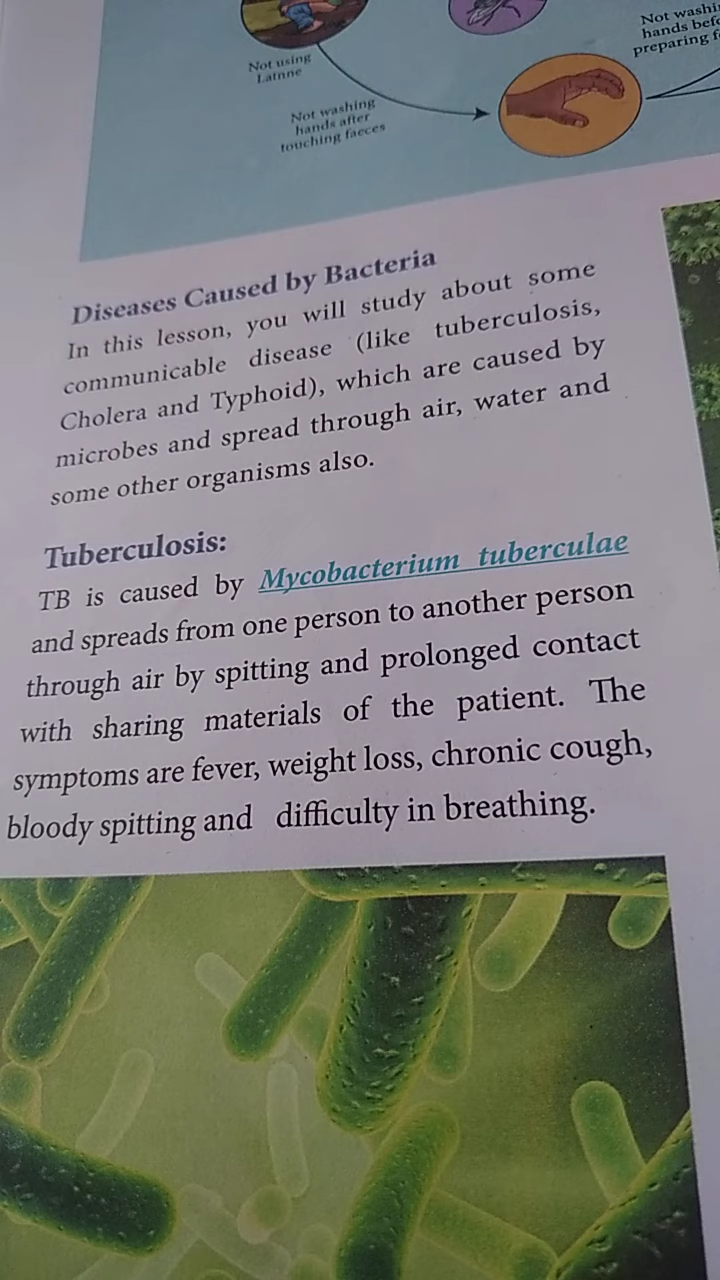 Not using
Latrine
Not washing
hands after
touching faeces
Not washi
hands befo
preparing f
Diseases Caused by Bacteria
In this lesson, you will study about some
communicable disease (like tuberculosis,
Cholera and Typhoid), which are caused by
microbes and spread through air, water and
some other organisms also.
Tuberculosis:
TB is caused by Mycobacterium tuberculae
and spreads from one person to another person
through air by spitting and prolonged contact
with sharing materials of the patient. The
symptoms are fever, weight loss, chronic cough,
bloody spitting and difficulty in breathing.